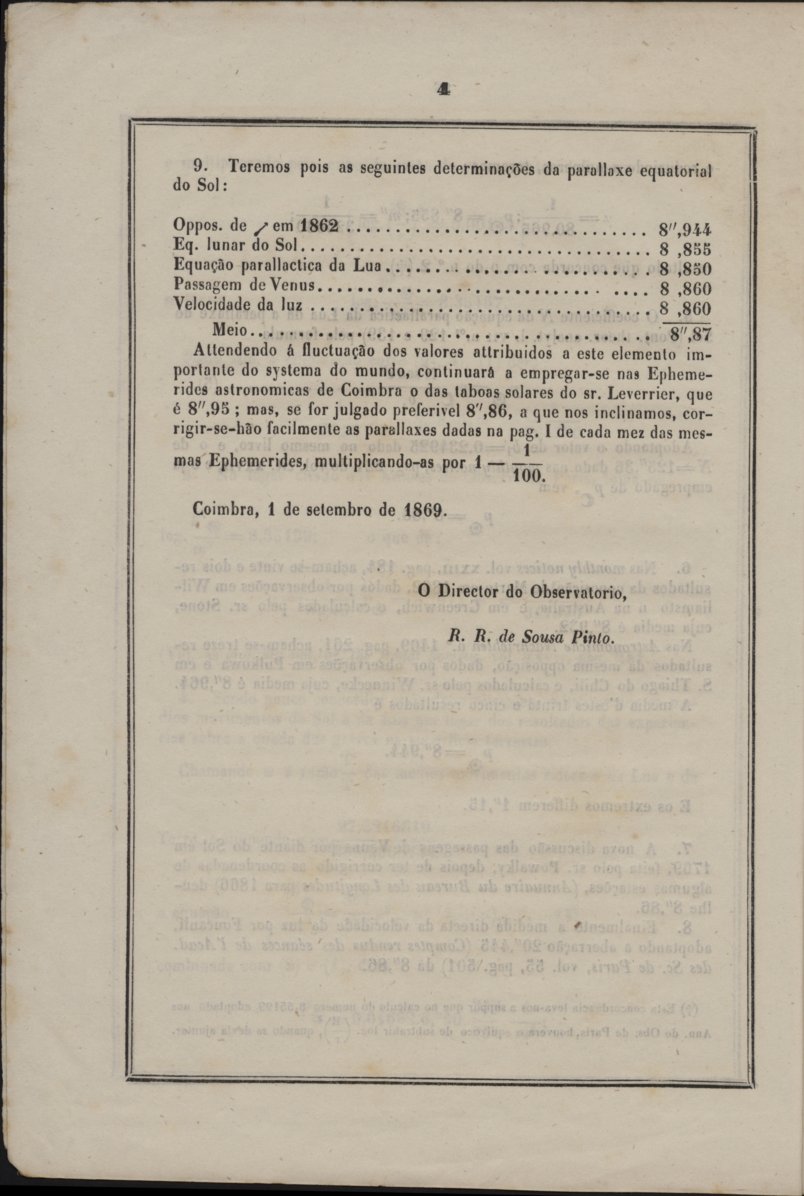 4
9. Teremos pois as seguintes determinações da parallaxe equatorial
do Sol:
Oppos. de ♂ em 1862 .............................. 8'',944
Eq. lunar do Sol................................... 8 ,855
Equação parallactica da Lua.......................... 8 ,850
Passagem de Venus............................ .... 8 ,860
Velocidade da luz .................................. 8 ,860
Meio........................................ 8'',87
Attendendo á fluctuação dos valores attribuidos a este elemento im-
portante do systema do mundo, continuará a empregar-se nas Epheme-
rides astronomicas de Coimbra o das taboas solares do sr. Leverrier, que
é 8'',95 ; mas, se for julgado preferivel 8'',86, a que nos inclinamos, cor-
rigir-se-hão facilmente as parallaxes dadas na pag. I de cada mez das mes-
mas Ephemerides, multiplicando-as por 1 — 1/100.
Coimbra, 1 de setembro de 1869.
O Director do Observatorio,
R. R. de Sousa Pinto.